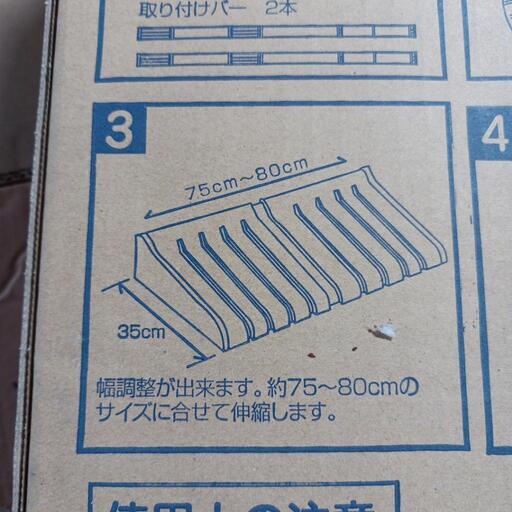 取り付けバー 2本
3
4
75cm～80cm
35cm
幅調整が出来ます。約75～80cmの
サイズに合せて伸縮します。
使用上の注意